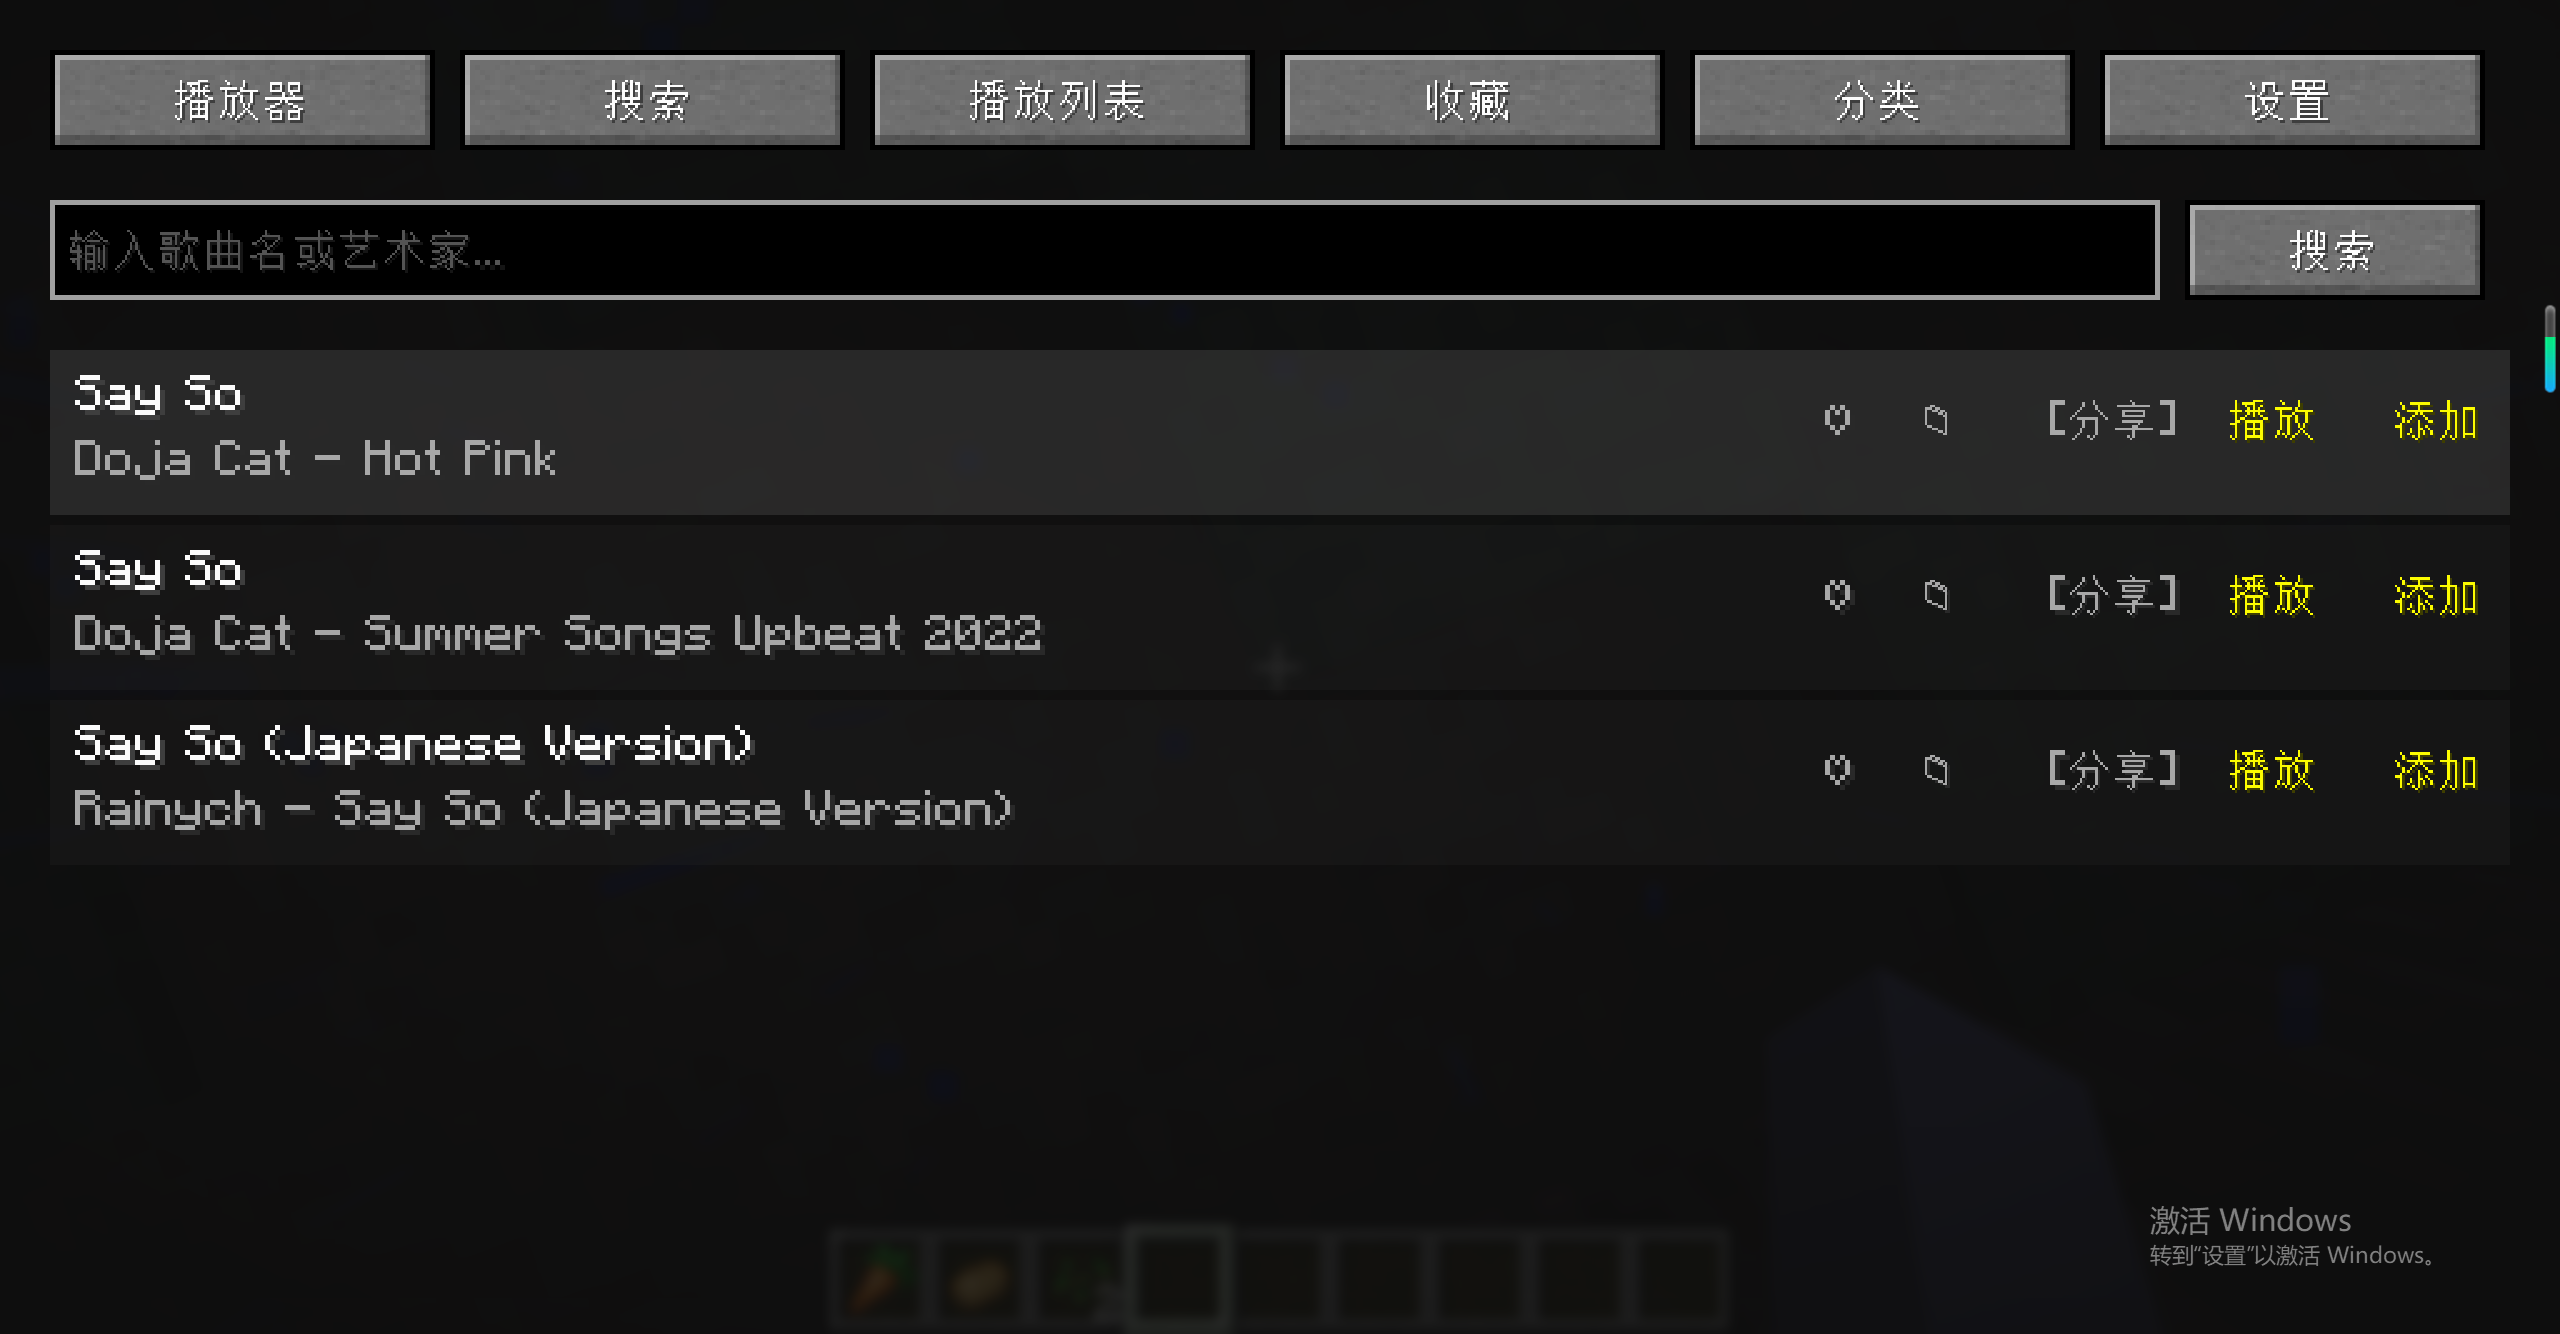 播放器 搜索 播放列表 收藏 分类 设置
输入歌曲名或艺术家... 搜索
Say So
Doja Cat - Hot Pink
[分享] 播放 添加
Say So
Doja Cat - Summer Songs Upbeat 2022
[分享] 播放 添加
Say So (Japanese Version)
Rainych - Say So (Japanese Version)
[分享] 播放 添加
激活 Windows
转到“设置”以激活 Windows。